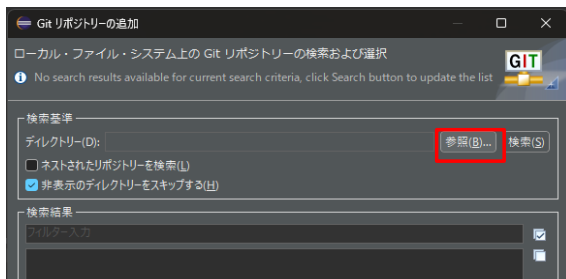 Git リポジトリーの追加
ローカル・ファイル・システム上の Git リポジトリーの検索および選択
No search results available for current search criteria, click Search button to update the list
GIT
検索基準
ディレクトリー(D):
参照(B)...
検索(S)
ネストされたリポジトリーを検索(L)
非表示のディレクトリーをスキップする(H)
検索結果
フィルター入力